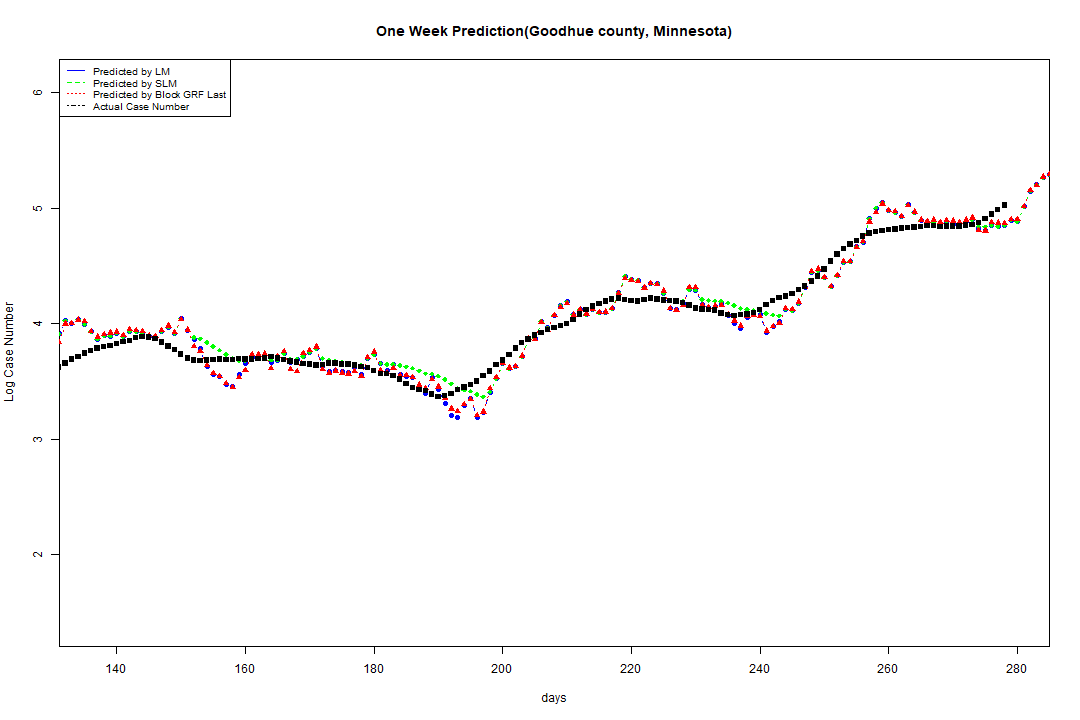 One Week Prediction(Goodhue county, Minnesota)
Predicted by LM
Predicted by SLM
Predicted by Block GRF Last
Actual Case Number
6
5
4
3
2
Log Case Number
140 160 180 200 220 240 260 280
days